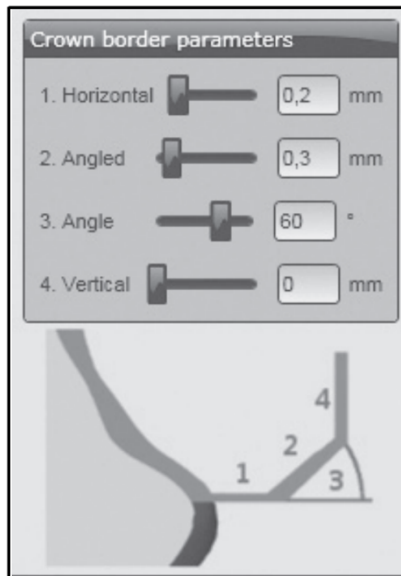 Crown border parameters
1. Horizontal 0,2 mm
2. Angled 0,3 mm
3. Angle 60 °
4. Vertical 0 mm
4
2
1 3